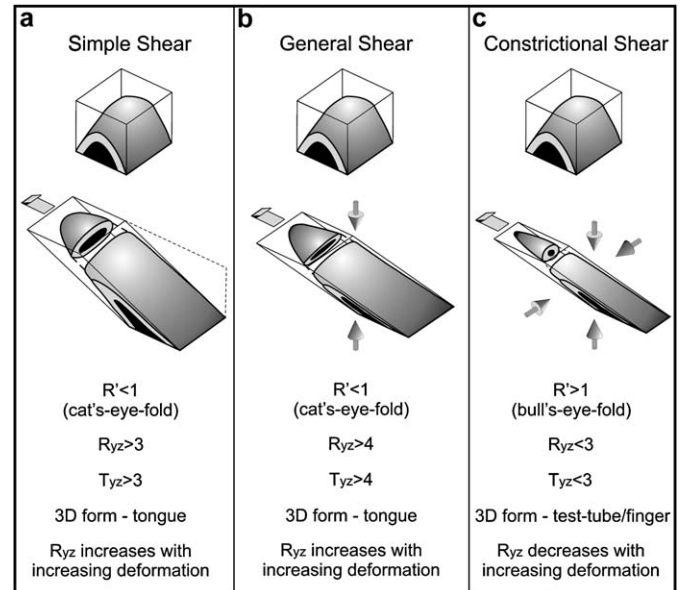 a
Simple Shear
R'<1
(cat's-eye-fold)
Ryz>3
Tyz>3
3D form - tongue
Ryz increases with
increasing deformation
b
General Shear
R'<1
(cat's-eye-fold)
Ryz>4
Tyz>4
3D form - tongue
Ryz increases with
increasing deformation
c
Constrictional Shear
R'>1
(bull's-eye-fold)
Ryz<3
Tyz<3
3D form - test-tube/finger
Ryz decreases with
increasing deformation